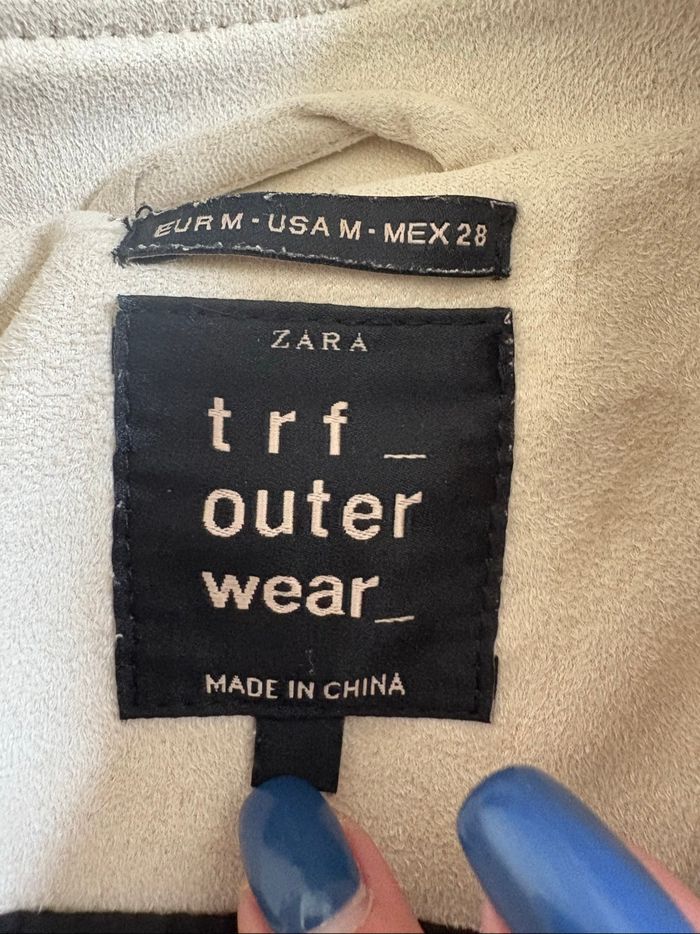 EUR M - USA M - MEX 28
ZARA
trf_
outer
wear_
MADE IN CHINA